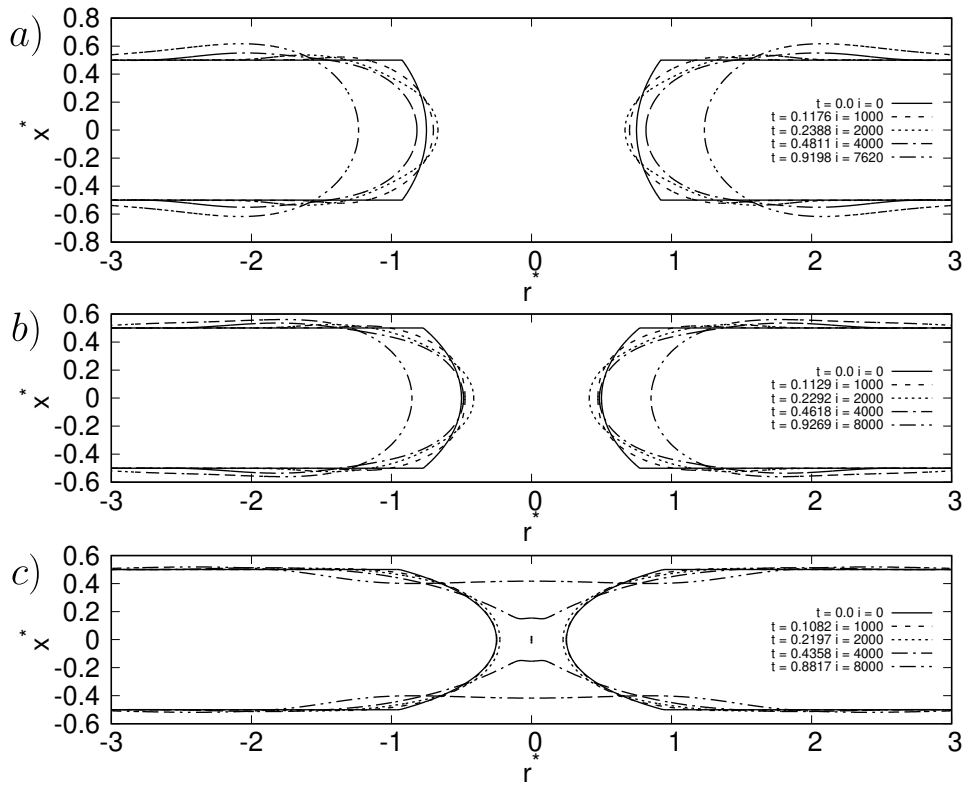 a)
0.8
0.6
0.4
0.2
0
-0.2
-0.4
-0.6
-0.8
x*
-3 -2 -1 0 1 2 3
r*
t = 0.0 i = 0
t = 0.1176 i = 1000
t = 0.2388 i = 2000
t = 0.4811 i = 4000
t = 0.9198 i = 7620
b)
0.6
0.4
0.2
0
-0.2
-0.4
-0.6
x*
-3 -2 -1 0 1 2 3
r*
t = 0.0 i = 0
t = 0.1129 i = 1000
t = 0.2292 i = 2000
t = 0.4618 i = 4000
t = 0.9269 i = 8000
c)
0.6
0.4
0.2
0
-0.2
-0.4
-0.6
x*
-3 -2 -1 0 1 2 3
r*
t = 0.0 i = 0
t = 0.1082 i = 1000
t = 0.2197 i = 2000
t = 0.4358 i = 4000
t = 0.8817 i = 8000